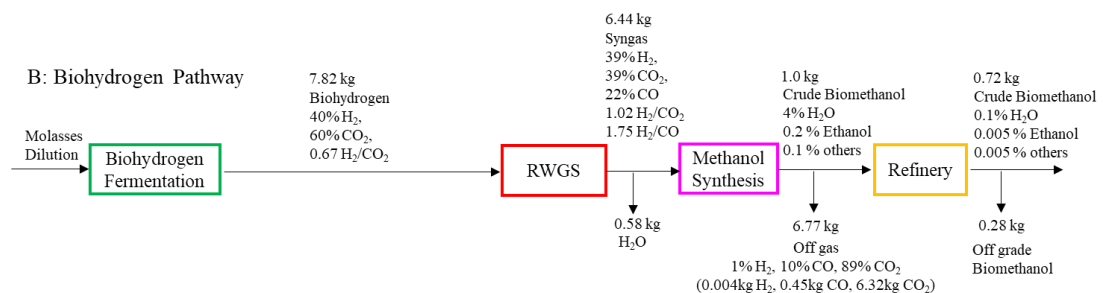 B: Biohydrogen Pathway
Molasses
Dilution
Biohydrogen
Fermentation
7.82 kg
Biohydrogen
40% H₂,
60% CO₂,
0.67 H₂/CO₂
RWGS
6.44 kg
Syngas
39% H₂,
39% CO₂,
22% CO
1.02 H₂/CO₂
1.75 H₂/CO
0.58 kg
H₂O
Methanol
Synthesis
1.0 kg
Crude Biomethanol
4% H₂O
0.2 % Ethanol
0.1 % others
6.77 kg
Off gas
1% H₂, 10% CO, 89% CO₂
(0.004kg H₂, 0.45kg CO, 6.32kg CO₂)
Refinery
0.72 kg
Crude Biomethanol
0.1% H₂O
0.005 % Ethanol
0.005 % others
0.28 kg
Off grade
Biomethanol